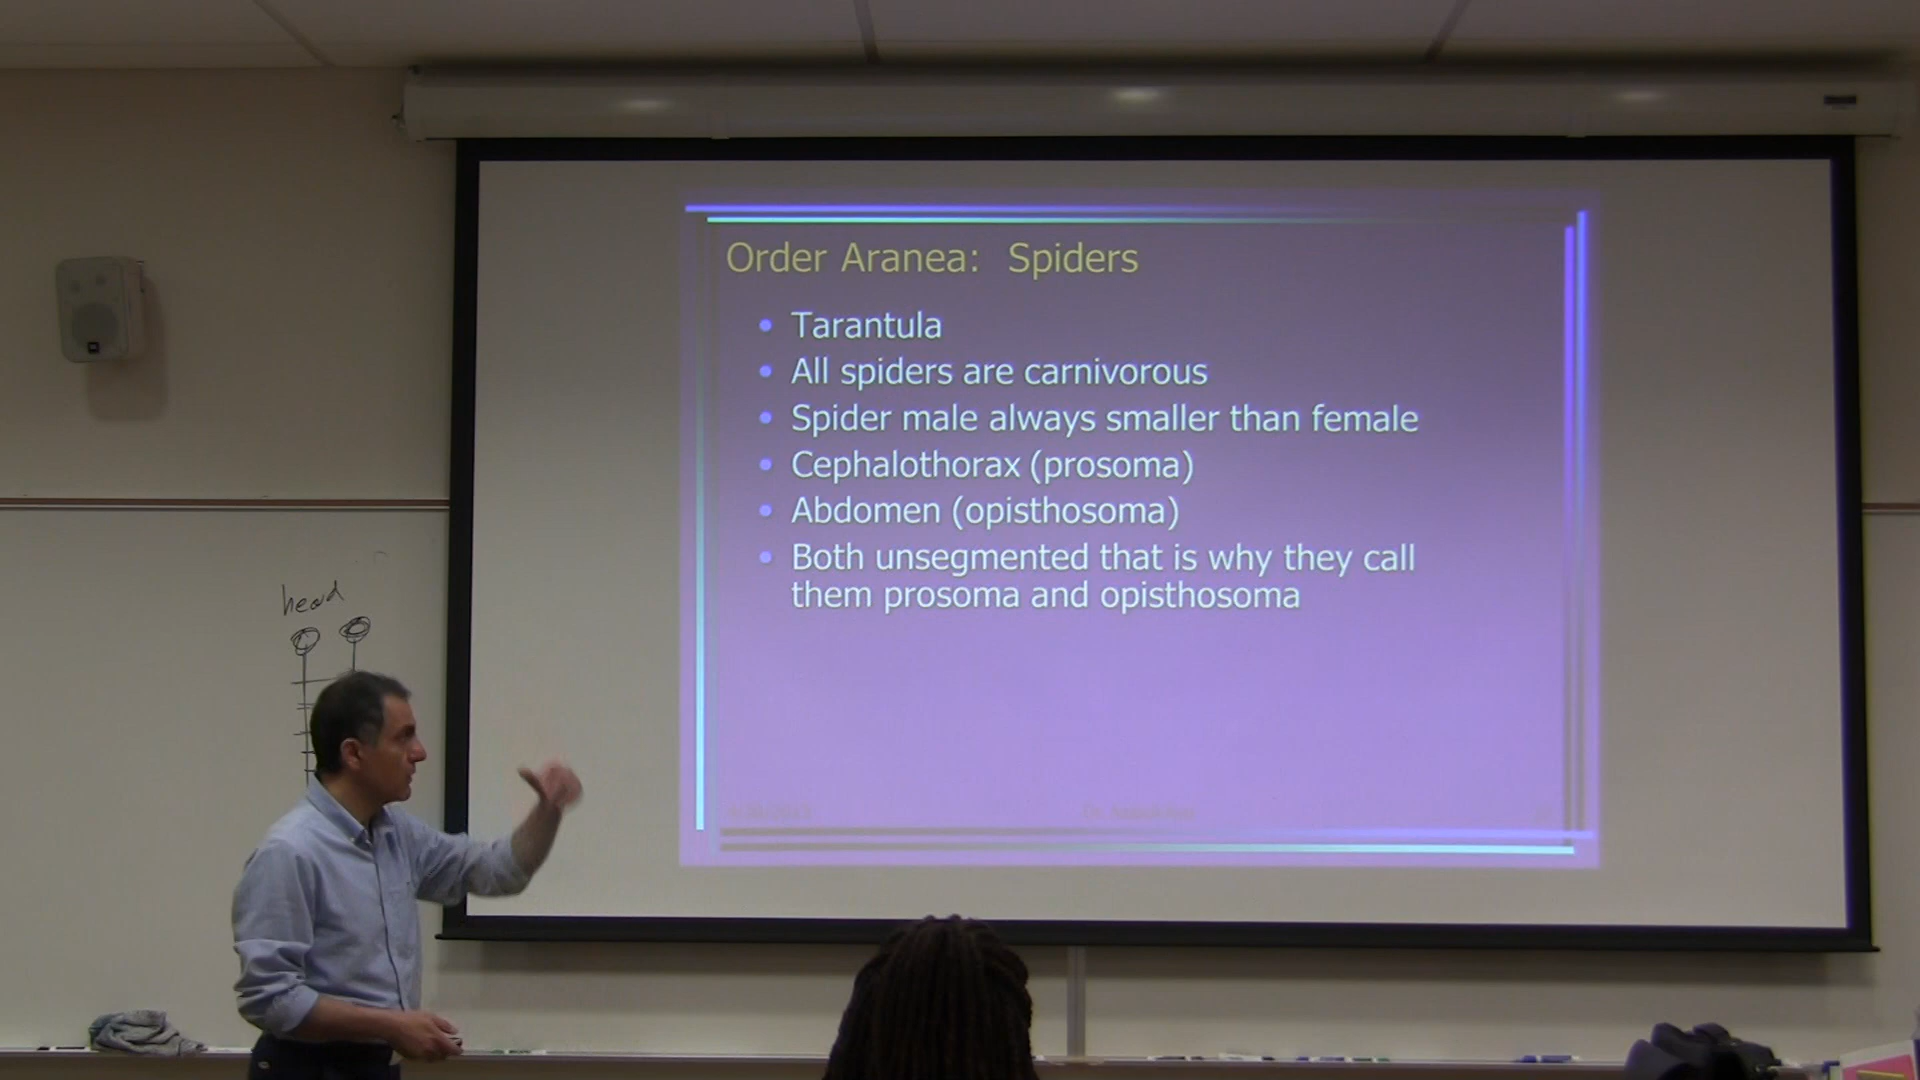 Order Aranea: Spiders
• Tarantula
• All spiders are carnivorous
• Spider male always smaller than female
• Cephalothorax (prosoma)
• Abdomen (opisthosoma)
• Both unsegmented that is why they call
them prosoma and opisthosoma
head